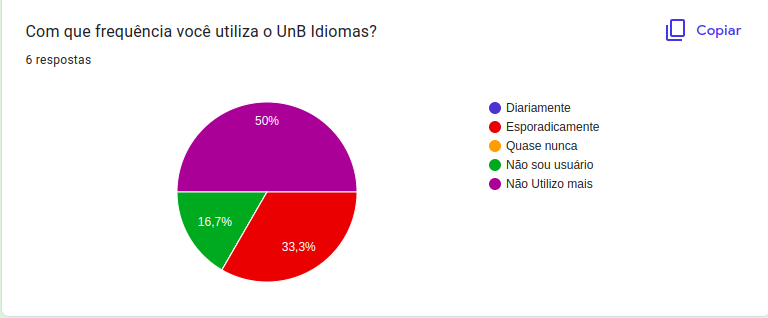 Com que frequência você utiliza o UnB Idiomas?
Copiar
6 respostas
50%
16,7%
33,3%
Diariamente
Esporadicamente
Quase nunca
Não sou usuário
Não Utilizo mais